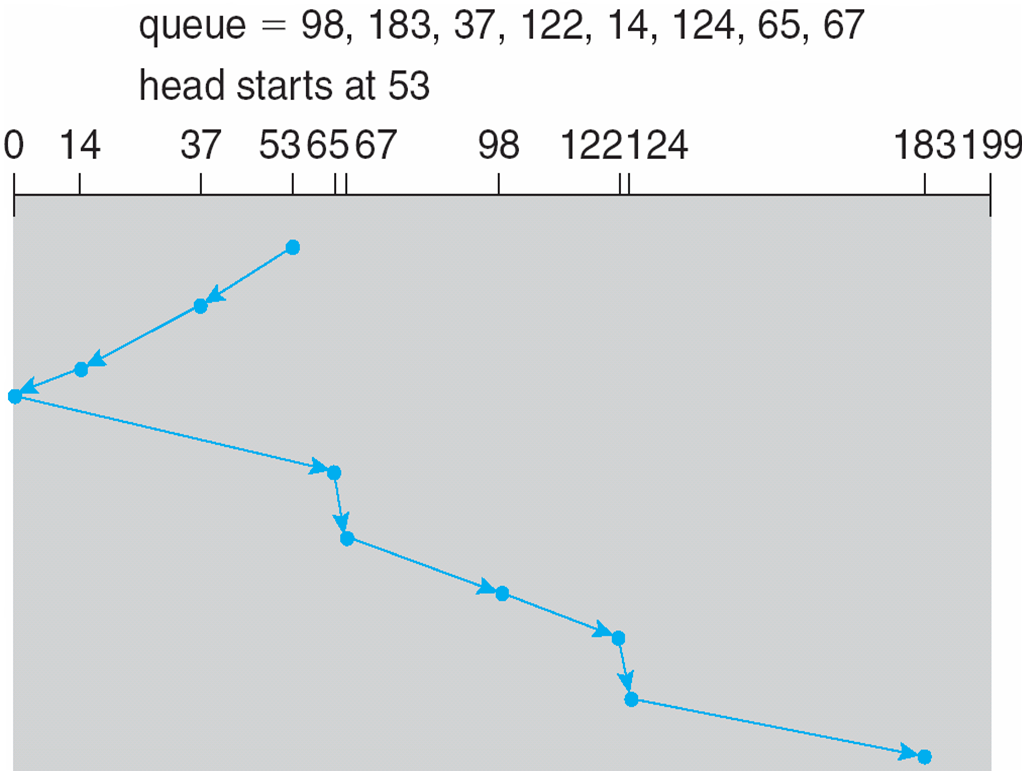 queue = 98, 183, 37, 122, 14, 124, 65, 67
head starts at 53
0 14 37 53 65 67 98 122 124 183 199